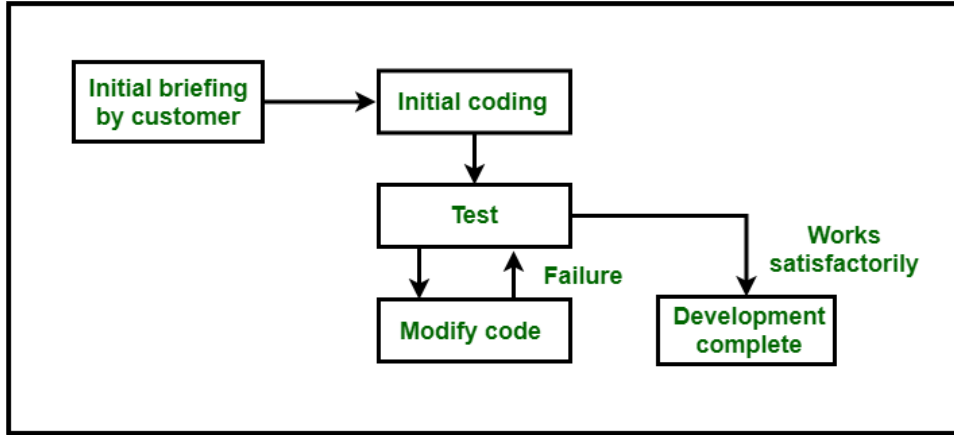 Initial briefing
by customer
Initial coding
Test
Works
satisfactorily
Failure
Modify code
Development
complete